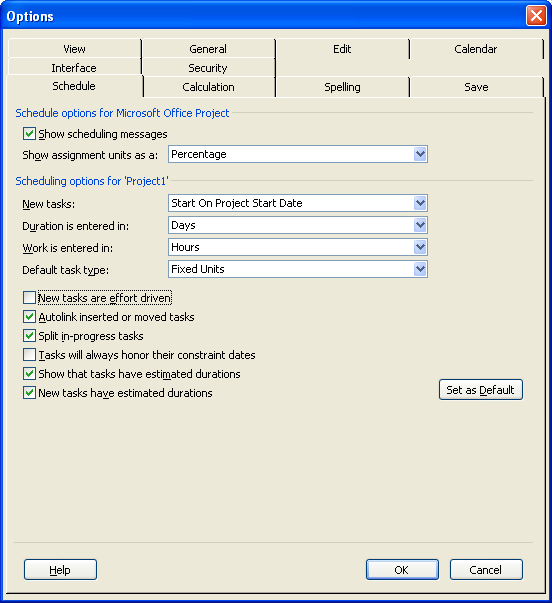 Options
View General Edit Calendar
Interface Security
Schedule Calculation Spelling Save
Schedule options for Microsoft Office Project
Show scheduling messages
Show assignment units as a: Percentage
Scheduling options for 'Project1'
New tasks: Start On Project Start Date
Duration is entered in: Days
Work is entered in: Hours
Default task type: Fixed Units
New tasks are effort driven
Autolink inserted or moved tasks
Split in-progress tasks
Tasks will always honor their constraint dates
Show that tasks have estimated durations
New tasks have estimated durations
Set as Default
Help OK Cancel